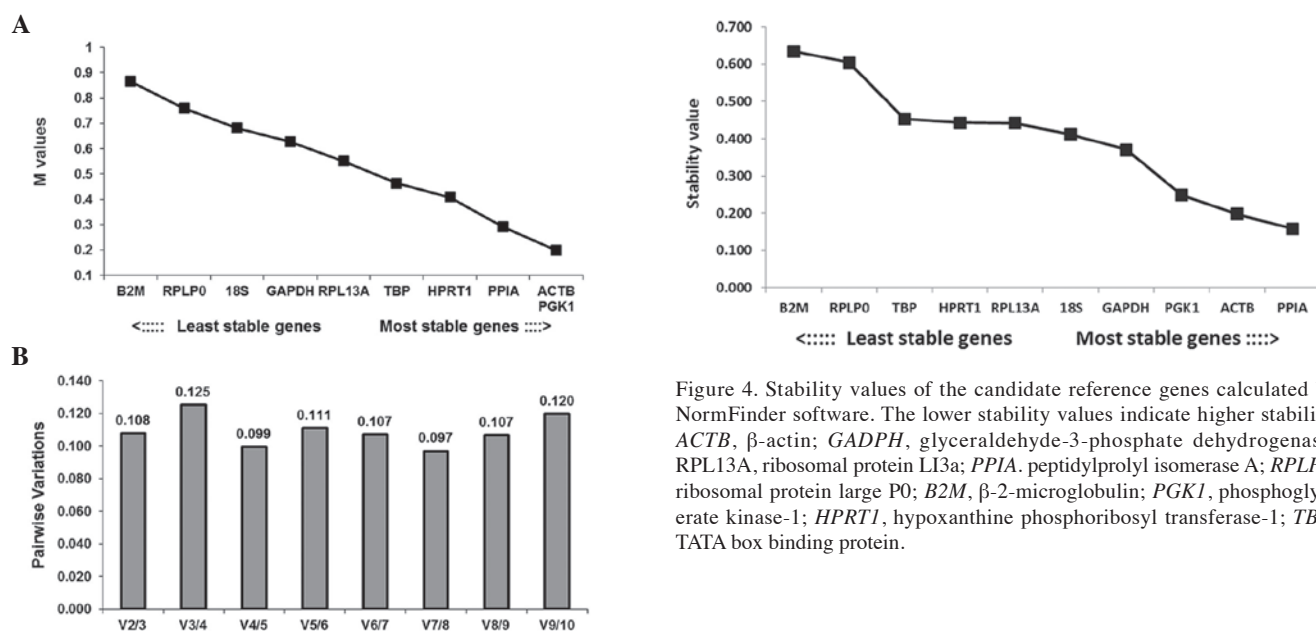 A
1
0.9
0.8
0.7
0.6
0.5
0.4
0.3
0.2
0.1
M values
B2M RPLP0 18S GAPDH RPL13A TBP HPRT1 PPIA ACTB
PGK1
<::::: Least stable genes Most stable genes ::::>
B
0.140
0.120
0.100
0.080
0.060
0.040
0.020
0.000
Pairwise Variations
0.108 0.125 0.099 0.111 0.107 0.097 0.107 0.120
V2/3 V3/4 V4/5 V5/6 V6/7 V7/8 V8/9 V9/10
0.700
0.600
0.500
0.400
0.300
0.200
0.100
0.000
Stability value
B2M RPLP0 TBP HPRT1 RPL13A 18S GAPDH PGK1 ACTB PPIA
<::::: Least stable genes Most stable genes ::::>
Figure 4. Stability values of the candidate reference genes calculated
NormFinder software. The lower stability values indicate higher stabili
ACTB, β-actin; GADPH, glyceraldehyde-3-phosphate dehydrogenas
RPL13A, ribosomal protein LI3a; PPIA. peptidylprolyl isomerase A; RPLP
ribosomal protein large P0; B2M, β-2-microglobulin; PGK1, phosphogly
erate kinase-1; HPRT1, hypoxanthine phosphoribosyl transferase-1; TB
TATA box binding protein.